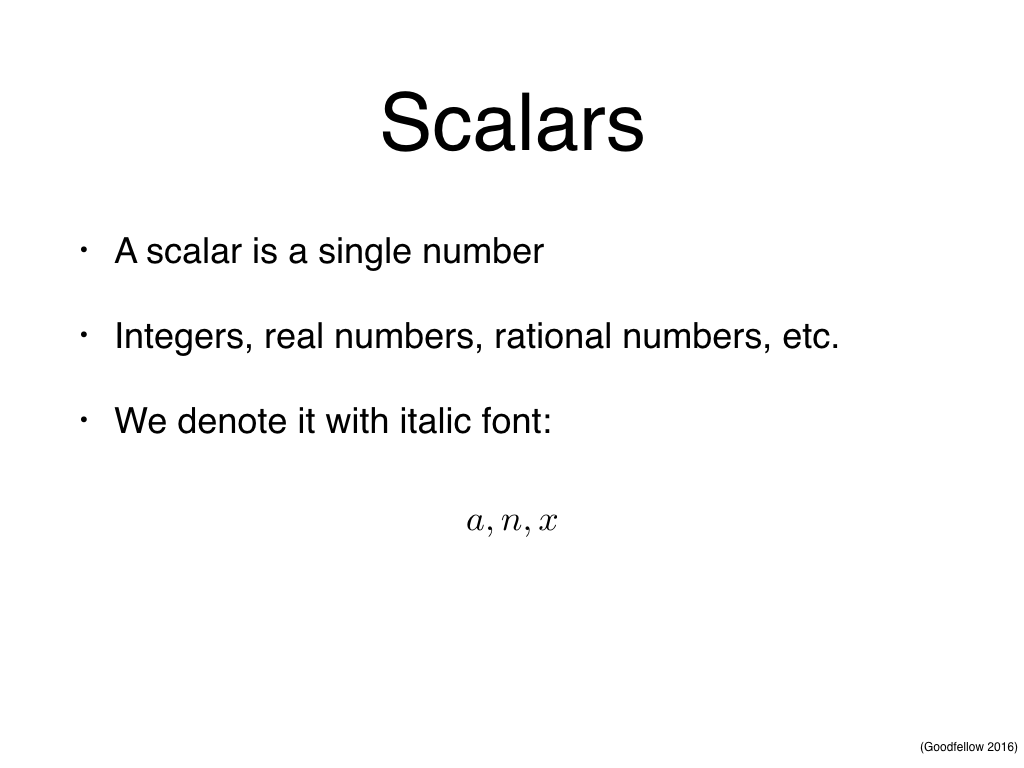 Scalars
• A scalar is a single number
• Integers, real numbers, rational numbers, etc.
• We denote it with italic font:
a, n, x
(Goodfellow 2016)